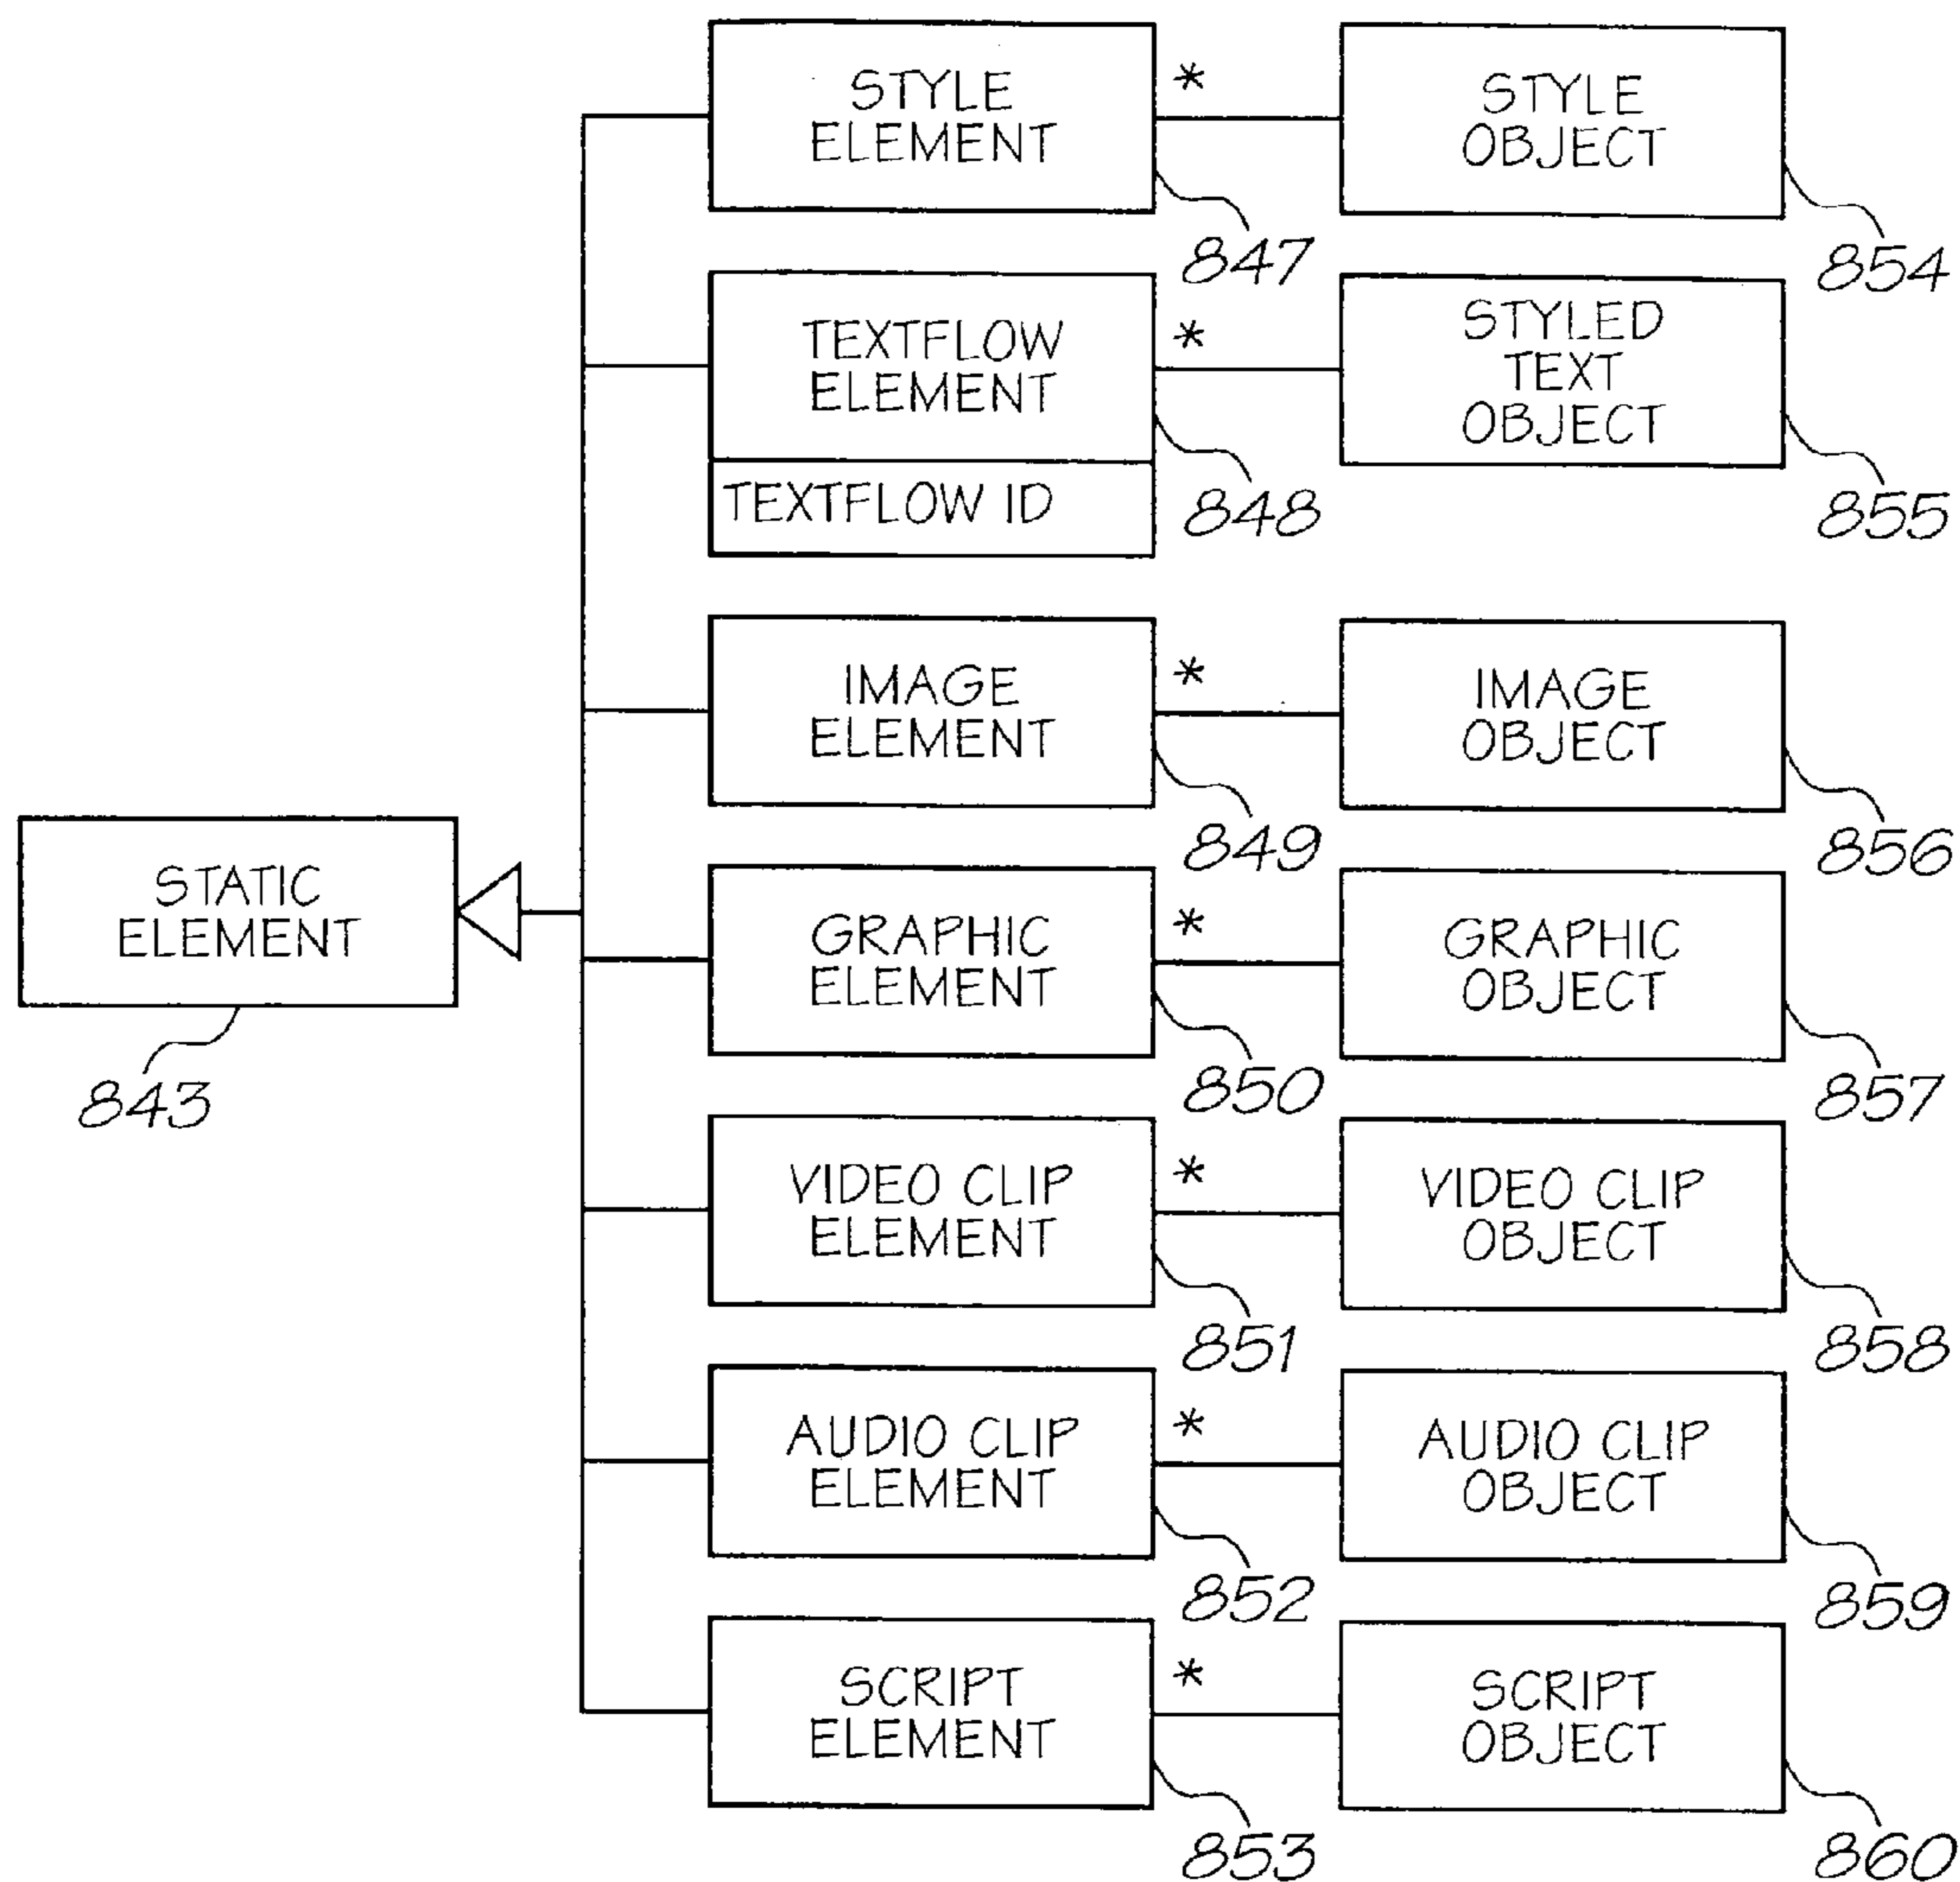 STYLE
ELEMENT
*
847
STYLE
OBJECT
854
TEXTFLOW
ELEMENT
TEXTFLOW ID
*
848
STYLED
TEXT
OBJECT
855
IMAGE
ELEMENT
*
849
IMAGE
OBJECT
856
STATIC
ELEMENT
843
GRAPHIC
ELEMENT
*
850
GRAPHIC
OBJECT
857
VIDEO CLIP
ELEMENT
*
851
VIDEO CLIP
OBJECT
858
AUDIO CLIP
ELEMENT
*
852
AUDIO CLIP
OBJECT
859
SCRIPT
ELEMENT
*
853
SCRIPT
OBJECT
860